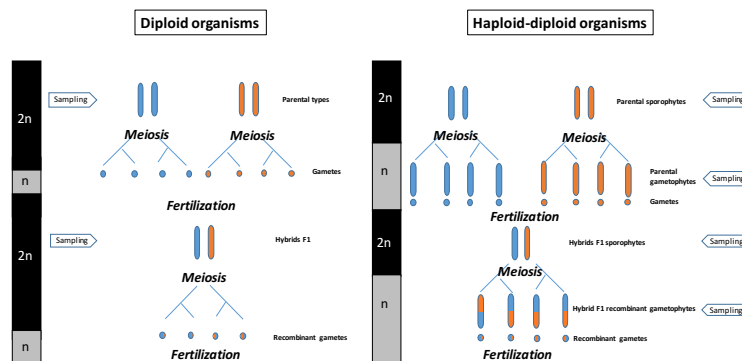 Diploid organisms
2n
Sampling
Parental types
Meiosis Meiosis
n
Gametes
Fertilization
2n
Sampling
Hybrids F1
Meiosis
Recombinant gametes
n
Fertilization
Haploid-diploid organisms
2n
Parental sporophytes
Sampling
Meiosis Meiosis
n
Parental
gametophytes
Sampling
Gametes
Fertilization
2n
Hybrids F1 sporophytes
Sampling
Meiosis
n
Hybrid F1 recombinant gametophytes
Sampling
Recombinant gametes
Fertilization